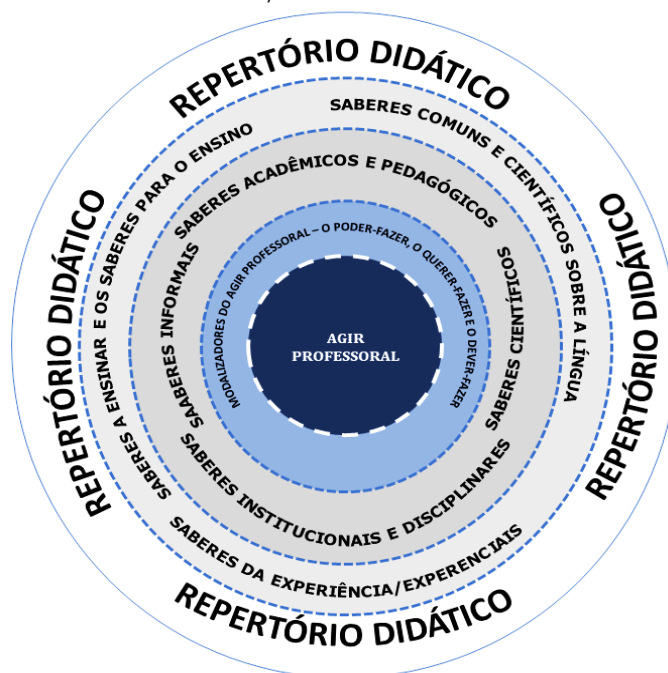 REPERTÓRIO DIDÁTICO
REPERTÓRIO DIDÁTICO
REPERTÓRIO DIDÁTICO
REPERTÓRIO DIDÁTICO
SABERES COMUNS E CIENTÍFICOS SOBRE A LÍNGUA
SABERES A ENSINAR E OS SABERES PARA O ENSINO
SABERES DA EXPERIÊNCIA/EXPERENCIAIS
SABERES ACADÊMICOS E PEDAGÓGICOS
SABERES INFORMAIS
SABERES CIENTÍFICOS
SABERES INSTITUCIONAIS E DISCIPLINARES
MODALIZADORES DO AGIR PROFESSORAL – O PODER-FAZER, O QUERER-FAZER E O DEVER-FAZER
AGIR
PROFESSORAL